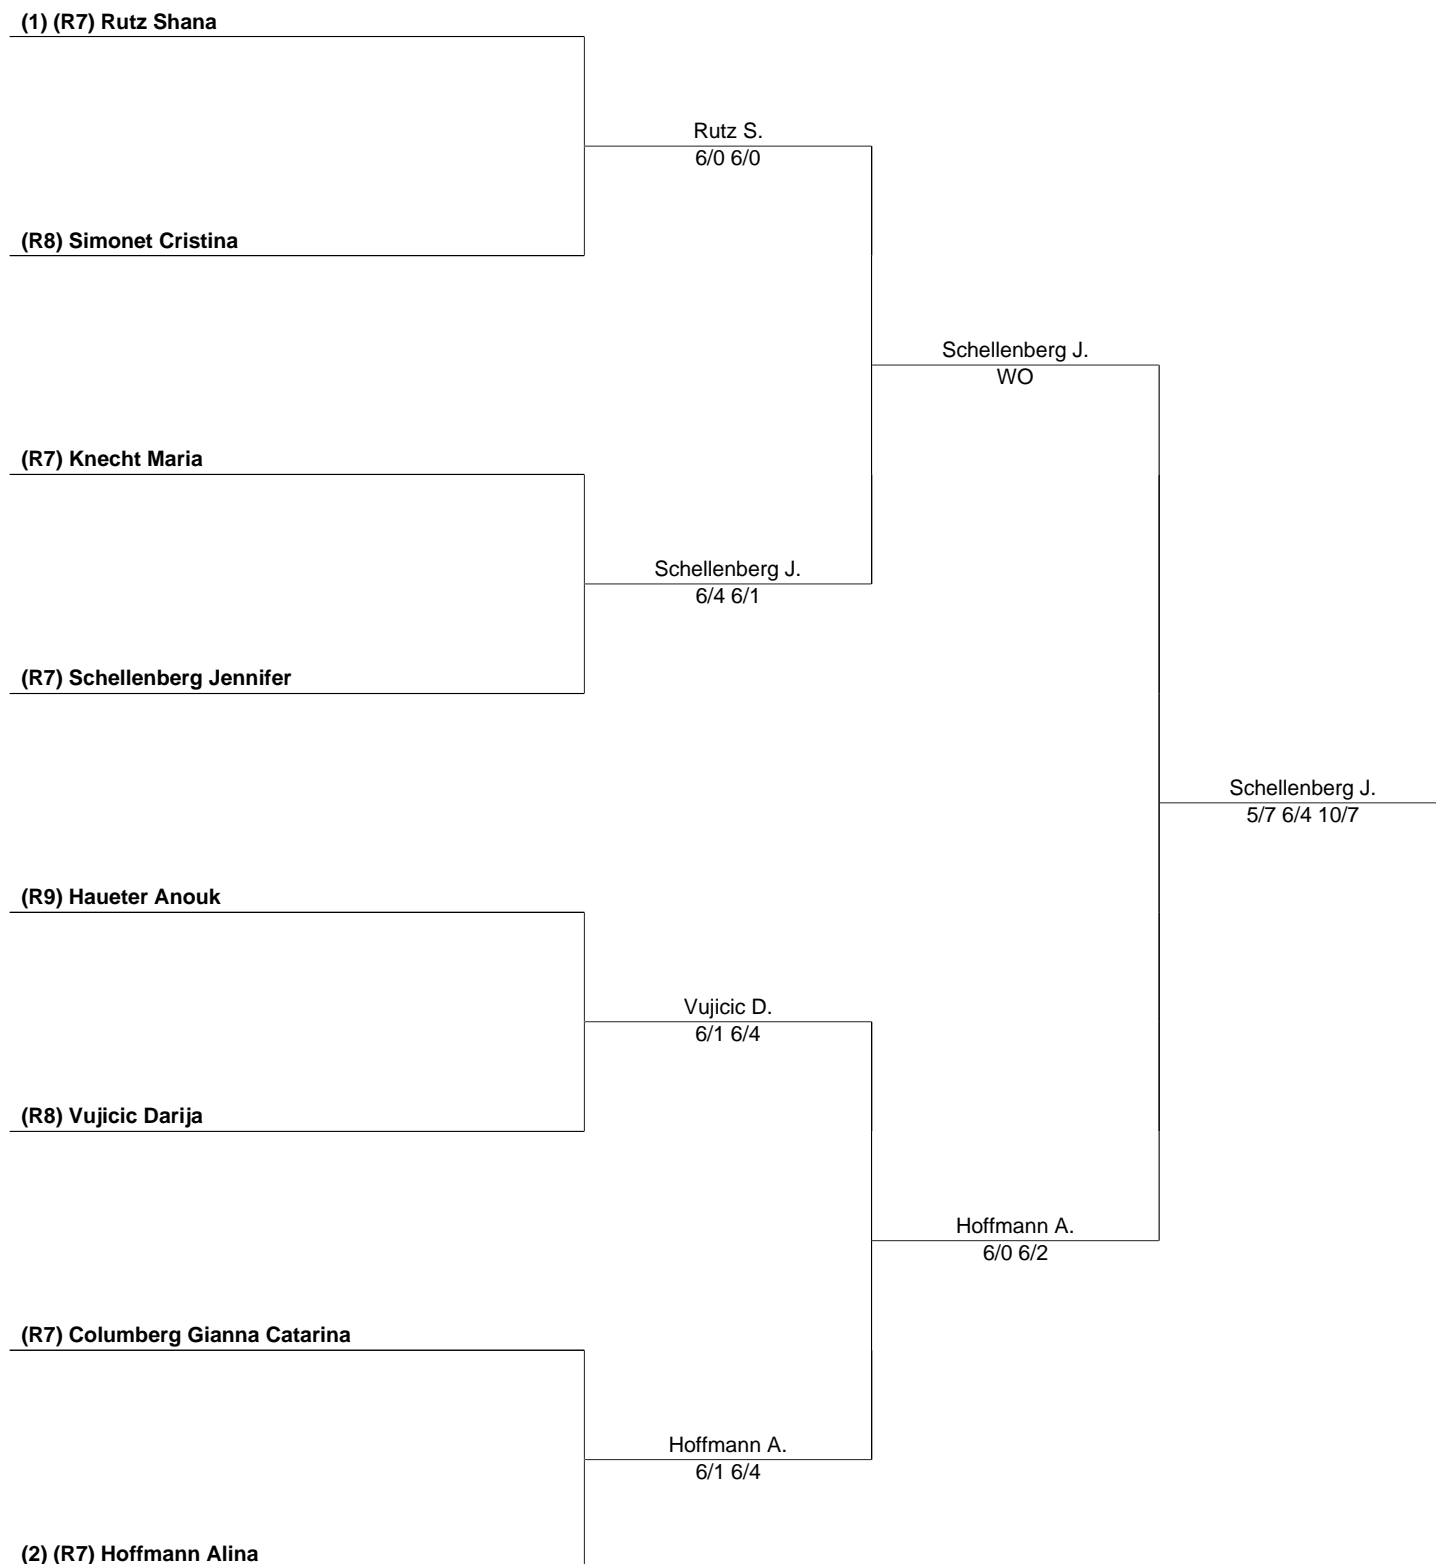 (1) (R7) Rutz Shana
Rutz S.
6/0 6/0
(R8) Simonet Cristina
Schellenberg J.
WO
(R7) Knecht Maria
Schellenberg J.
6/4 6/1
(R7) Schellenberg Jennifer
Schellenberg J.
5/7 6/4 10/7
(R9) Haueter Anouk
Vujicic D.
6/1 6/4
(R8) Vujicic Darija
Hoffmann A.
6/0 6/2
(R7) Columberg Gianna Catarina
Hoffmann A.
6/1 6/4
(2) (R7) Hoffmann Alina